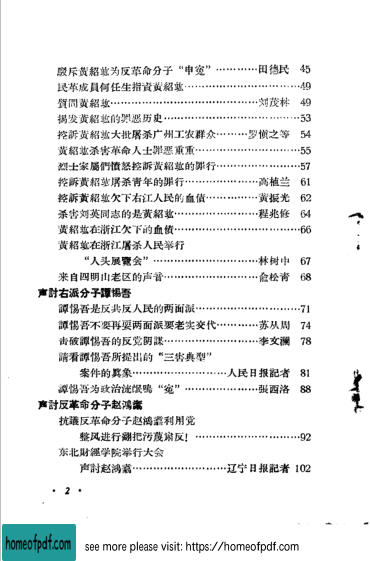 駁斥黃紹竑为反革命分子“申寃”…………田德民 45
民革成員何任生指責黃紹竑………………………49
質問黃紹竑………………………………刘茂林 49
揭发黃紹竑的罪恶历史……………………………53
控訴黃紹竑大批屠杀广州工农群众………罗慎之等 54
黃紹竑杀害革命人士罪恶重重……………………55
烈士家屬們愤怒控訴黃紹竑的罪行………………57
控訴黃紹竑屠杀青年的罪行………………高植兰 61
控訴黃紹竑欠下右江人民的血債…………黃振光 62
杀害刘英同志的是黃紹竑…………………程兆修 64
黃紹竑在浙江欠下的血債…………………………66
黃紹竑在浙江屠杀人民举行
“人头展覽会”……………………………林树中 67
来自四明山老区的声音……………………俞松青 68
声討右派分子譚惕吾
譚惕吾是反共反人民的两面派……………………71
譚惕吾不要再耍两面派要老实交代………苏从周 74
击破譚惕吾的反党阴謀……………………李文瀾 78
請看譚惕吾所提出的“三害典型”
案件的真象……………………人民日报記者 81
譚惕吾为政治流氓鳴“寃”………………張西洛 88
声討反革命分子赵鴻翥
抗議反革命分子赵鴻翥利用党
整风进行翻把污蔑肃反！…………………………92
东北財經学院举行大会
声討赵鴻翥……………………辽宁日报記者 102
· 2 ·
homeofpdf.com
see more please visit: https://homeofpdf.com